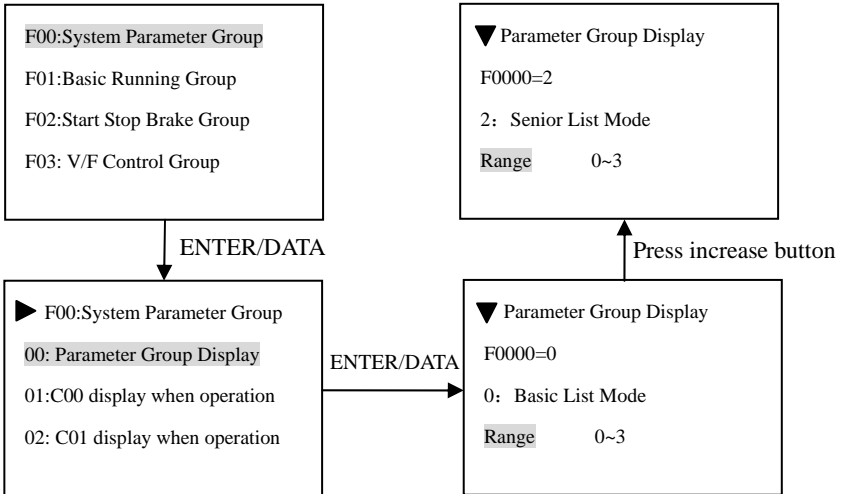 F00:System Parameter Group
F01:Basic Running Group
F02:Start Stop Brake Group
F03: V/F Control Group
ENTER/DATA
▶ F00:System Parameter Group
00: Parameter Group Display
01:C00 display when operation
02: C01 display when operation
ENTER/DATA
▼ Parameter Group Display
F0000=0
0：Basic List Mode
Range 0~3
Press increase button
▼ Parameter Group Display
F0000=2
2：Senior List Mode
Range 0~3